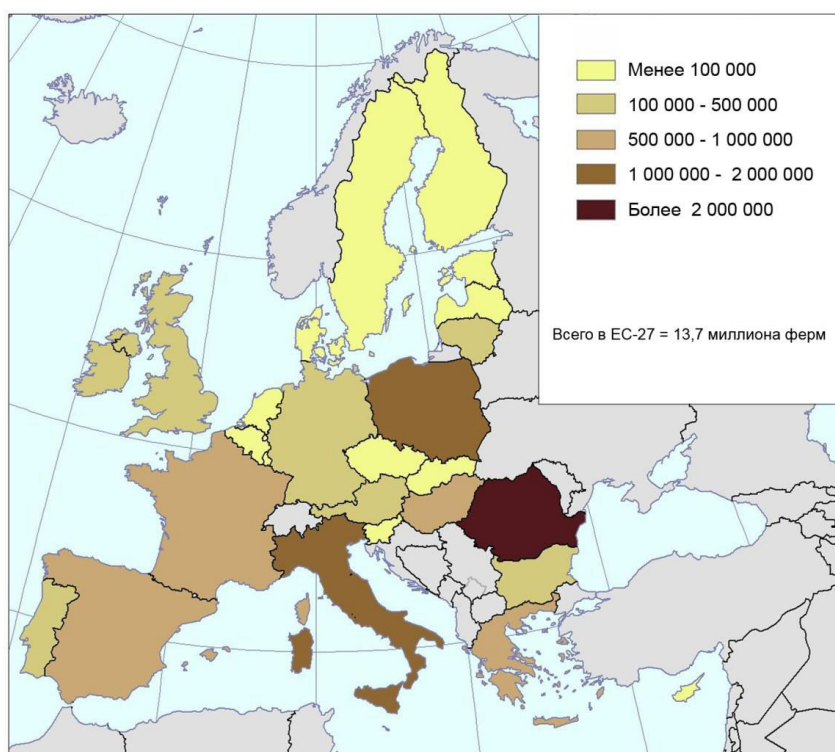 Менее 100 000
100 000 - 500 000
500 000 - 1 000 000
1 000 000 - 2 000 000
Более 2 000 000
Всего в ЕС-27 = 13,7 миллиона ферм